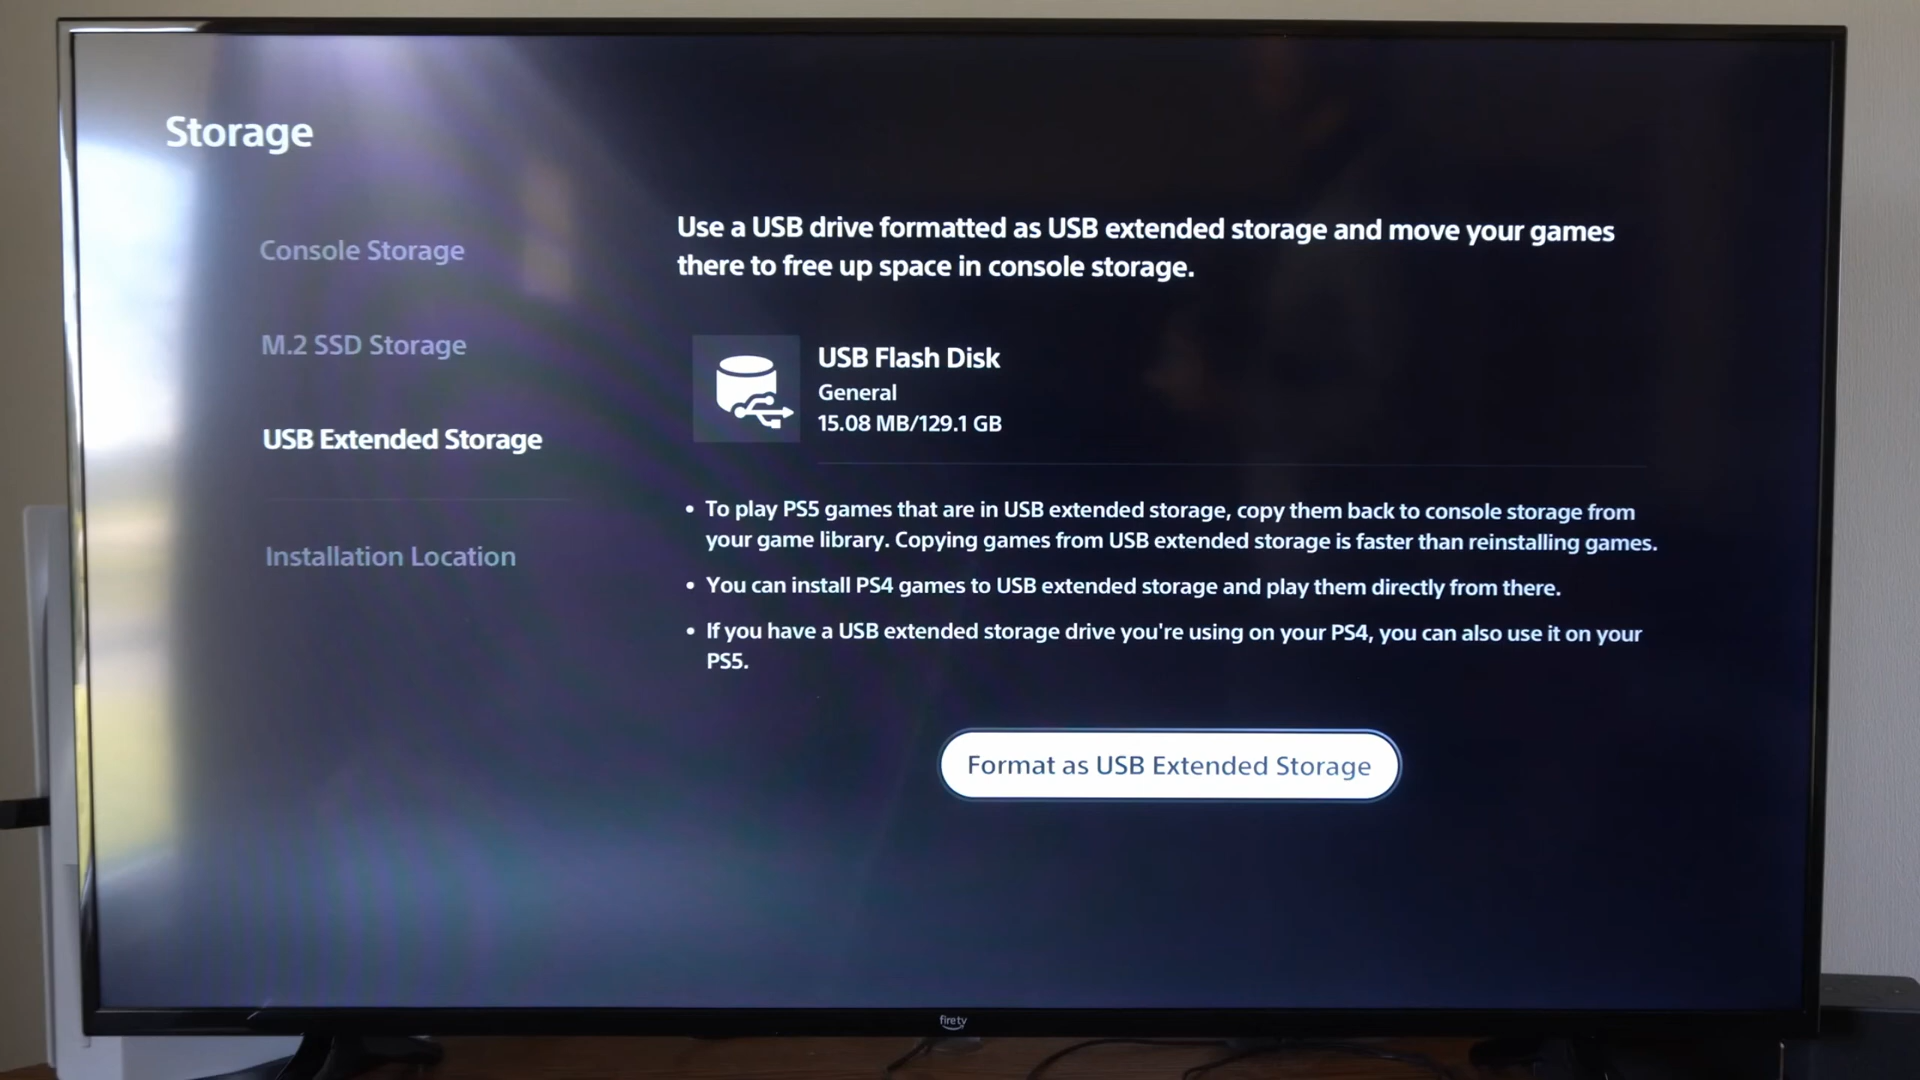 Storage
Console Storage
M.2 SSD Storage
USB Extended Storage
Installation Location
Use a USB drive formatted as USB extended storage and move your games
there to free up space in console storage.
USB Flash Disk
General
15.08 MB/129.1 GB
• To play PS5 games that are in USB extended storage, copy them back to console storage from
your game library. Copying games from USB extended storage is faster than reinstalling games.
• You can install PS4 games to USB extended storage and play them directly from there.
• If you have a USB extended storage drive you're using on your PS4, you can also use it on your
PS5.
Format as USB Extended Storage
firetv